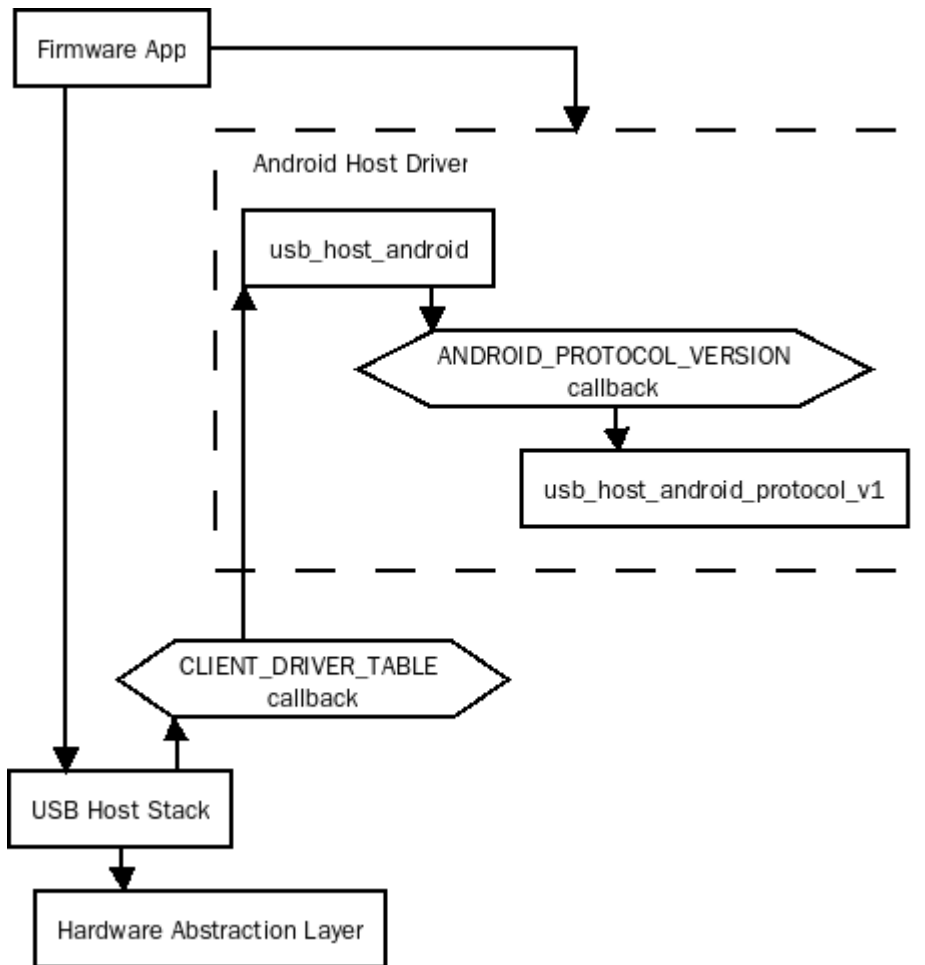 Firmware App
Android Host Driver
usb_host_android
ANDROID_PROTOCOL_VERSION
callback
usb_host_android_protocol_v1
CLIENT_DRIVER_TABLE
callback
USB Host Stack
Hardware Abstraction Layer